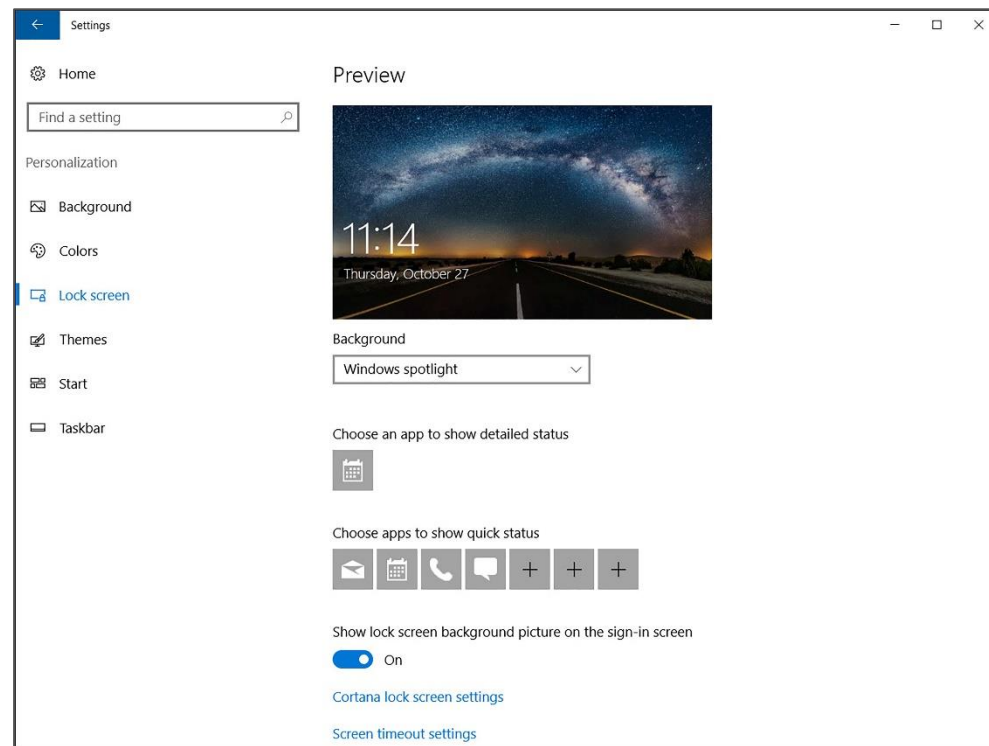 Settings
Home
Find a setting
Personalization
Background
Colors
Lock screen
Themes
Start
Taskbar
Preview
11:14
Thursday, October 27
Background
Windows spotlight
Choose an app to show detailed status
Choose apps to show quick status
Show lock screen background picture on the sign-in screen
On
Cortana lock screen settings
Screen timeout settings